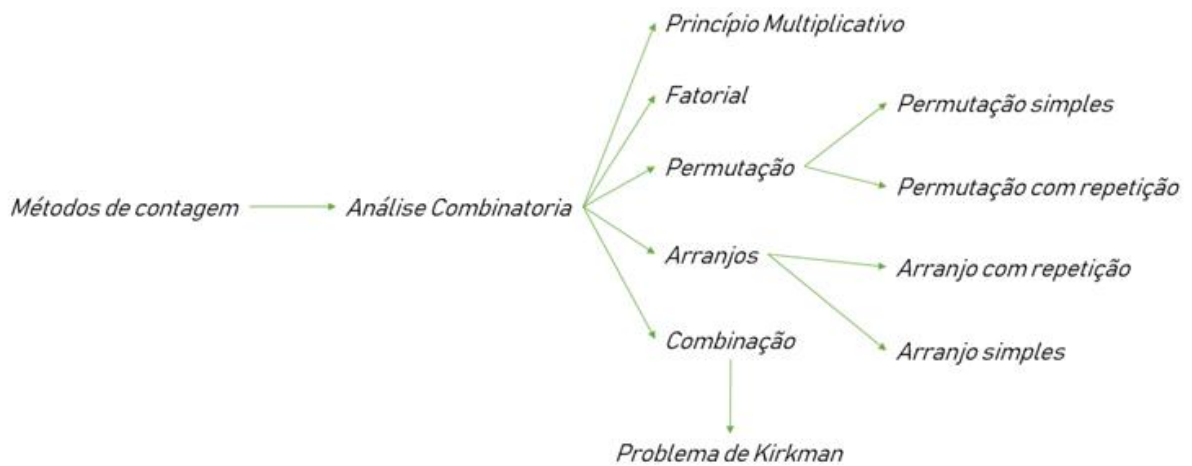 Princípio Multiplicativo
Fatorial
Permutação simples
Permutação
Permutação com repetição
Métodos de contagem
Análise Combinatoria
Arranjos
Arranjo com repetição
Combinação
Arranjo simples
Problema de Kirkman